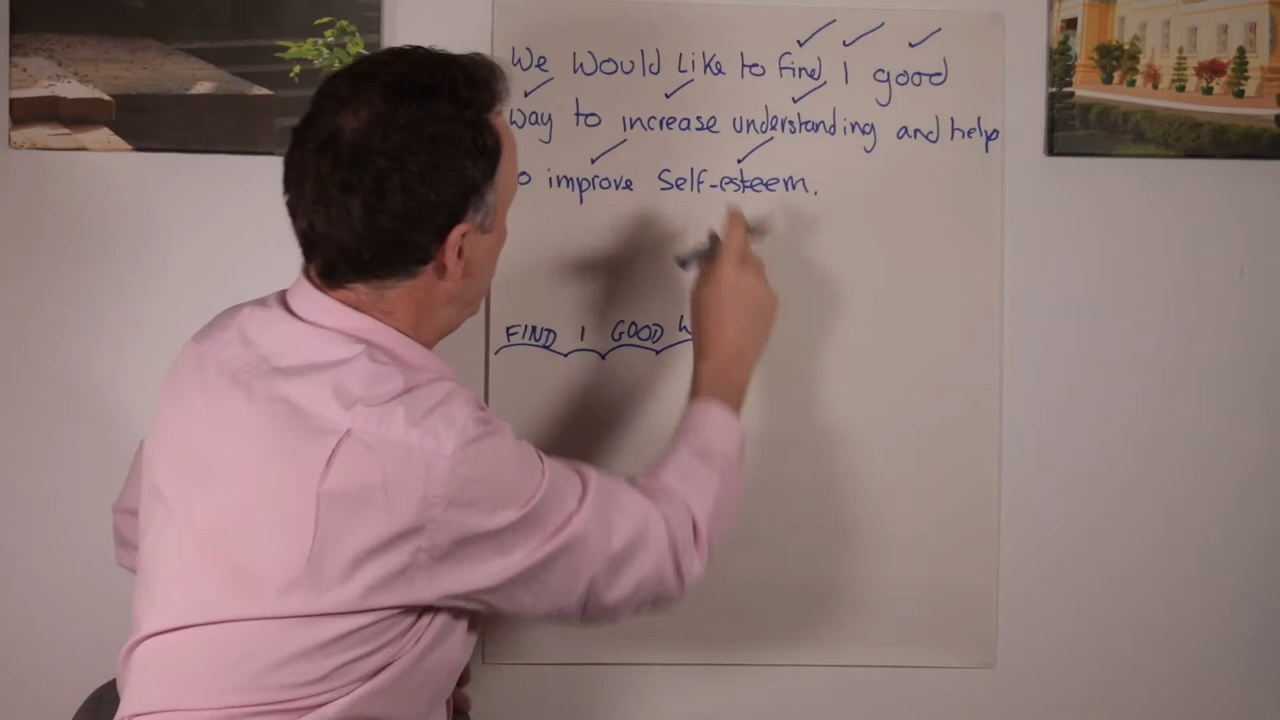 We Would Like to find 1 good
way to increase understanding and help
improve Self-esteem.
FIND 1 GOOD